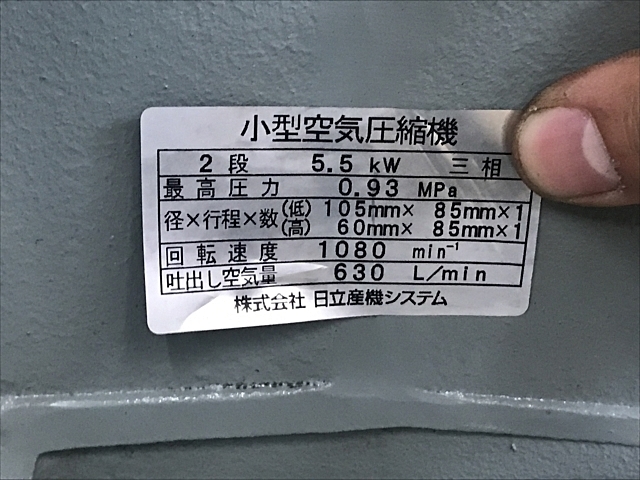 小型空気圧縮機
2段 5.5 kW 三相
最高圧力 0.93 MPa
径×行程×数 (低) 105mm× 85mm×1
(高) 60mm× 85mm×1
回転速度 1080 min⁻¹
吐出し空気量 630 L/min
株式会社 日立産機システム